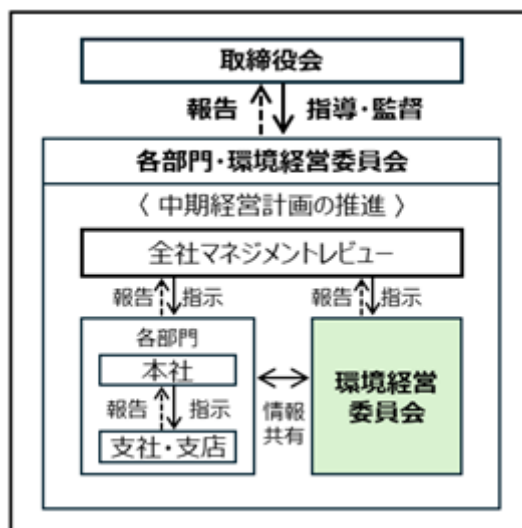 取締役会
報告 指導・監督
各部門・環境経営委員会
〈 中期経営計画の推進 〉
全社マネジメントレビュー
報告 指示 報告 指示
各部門
本社
報告 指示
支社・支店
情報
共有
環境経営
委員会